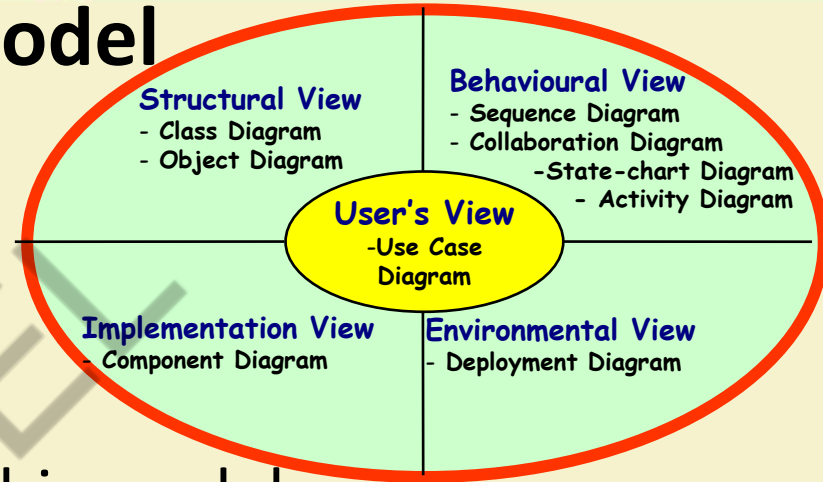 odel
Structural View
- Class Diagram
- Object Diagram
Behavioural View
- Sequence Diagram
- Collaboration Diagram
-State-chart Diagram
- Activity Diagram
User's View
-Use Case
Diagram
Implementation View
- Component Diagram
Environmental View
- Deployment Diagram